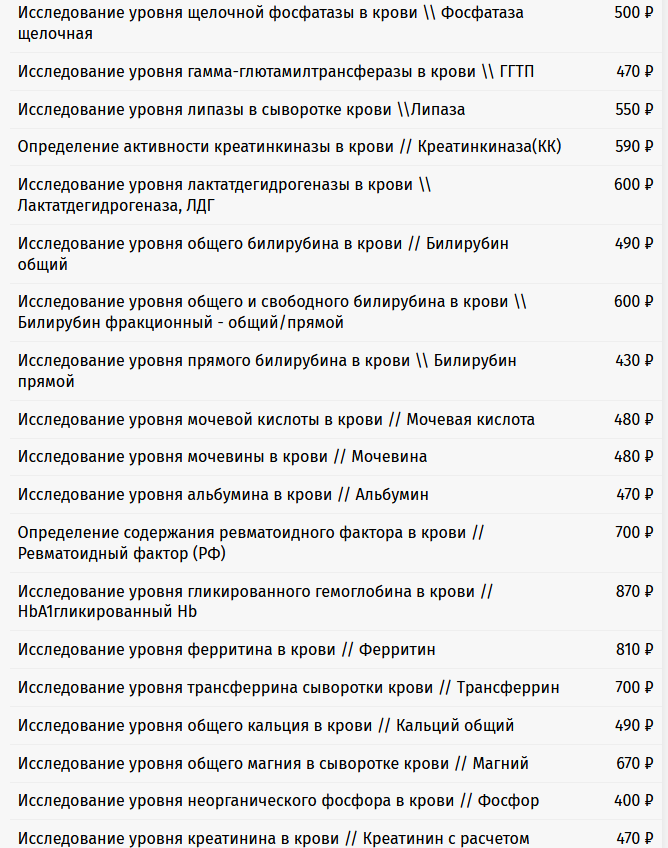 Исследование уровня щелочной фосфатазы в крови \\ Фосфатаза 500 ₽
щелочная
Исследование уровня гамма-глютамилтрансферазы в крови \\ ГГТП 470 ₽
Исследование уровня липазы в сыворотке крови \\Липаза 550 ₽
Определение активности креатинкиназы в крови // Креатинкиназа(КК) 590 ₽
Исследование уровня лактатдегидрогеназы в крови \\ 600 ₽
Лактатдегидрогеназа, ЛДГ
Исследование уровня общего билирубина в крови // Билирубин 490 ₽
общий
Исследование уровня общего и свободного билирубина в крови \\ 600 ₽
Билирубин фракционный - общий/прямой
Исследование уровня прямого билирубина в крови \\ Билирубин 430 ₽
прямой
Исследование уровня мочевой кислоты в крови // Мочевая кислота 480 ₽
Исследование уровня мочевины в крови // Мочевина 480 ₽
Исследование уровня альбумина в крови // Альбумин 470 ₽
Определение содержания ревматоидного фактора в крови // 700 ₽
Ревматоидный фактор (РФ)
Исследование уровня гликированного гемоглобина в крови // 870 ₽
HbA1гликированный Hb
Исследование уровня ферритина в крови // Ферритин 810 ₽
Исследование уровня трансферрина сыворотки крови // Трансферрин 700 ₽
Исследование уровня общего кальция в крови // Кальций общий 490 ₽
Исследование уровня общего магния в сыворотке крови // Магний 670 ₽
Исследование уровня неорганического фосфора в крови // Фосфор 400 ₽
Исследование уровня креатинина в крови // Креатинин с расчетом 470 ₽